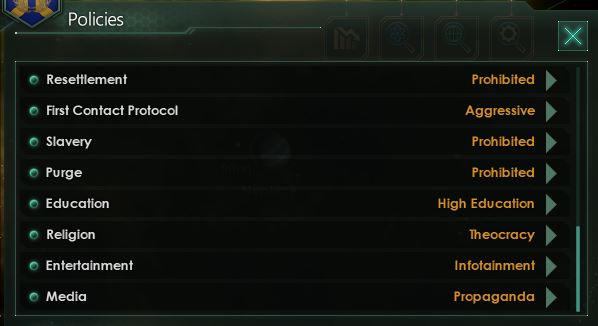 Policies
Resettlement Prohibited
First Contact Protocol Aggressive
Slavery Prohibited
Purge Prohibited
Education High Education
Religion Theocracy
Entertainment Infotainment
Media Propaganda